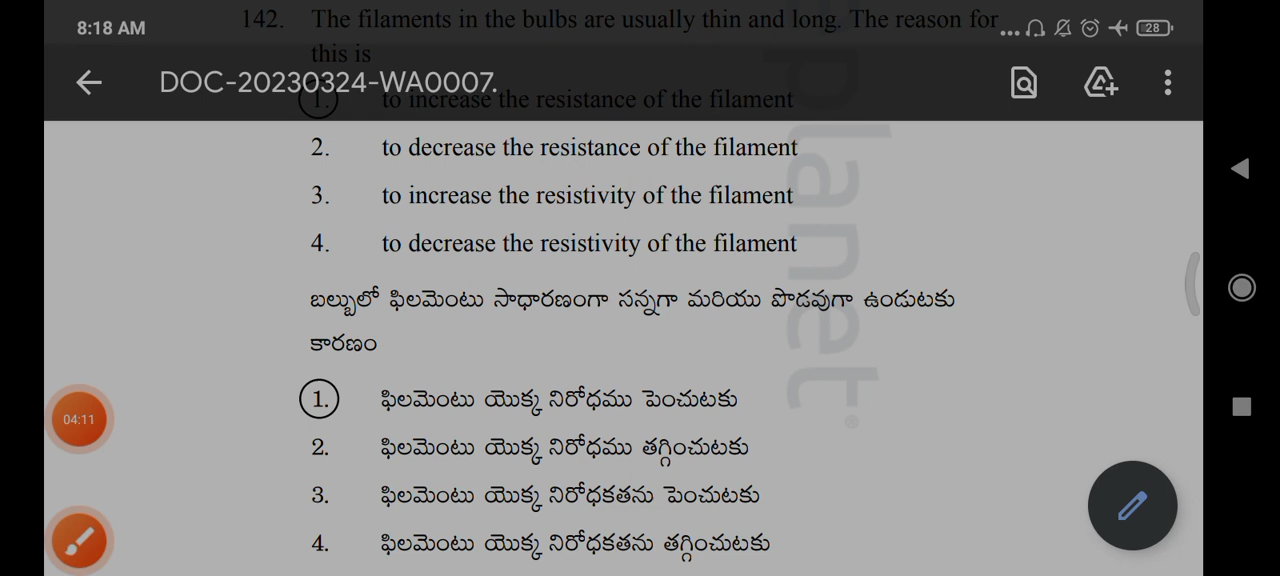 142. The filaments in the bulbs are usually thin and long. The reason for
8:18 AM
28
this is
DOC-20230324-WA0007.
1. to increase the resistance of the filament
2. to decrease the resistance of the filament
3. to increase the resistivity of the filament
4. to decrease the resistivity of the filament
planet®
బల్బులో ఫిలమెంటు సాధారణంగా సన్నగా మరియు పొడవుగా ఉండుటకు
కారణం
1. ఫిలమెంటు యొక్క నిరోధము పెంచుటకు
04:11
2. ఫిలమెంటు యొక్క నిరోధము తగ్గించుటకు
3. ఫిలమెంటు యొక్క నిరోధకతను పెంచుటకు
4. ఫిలమెంటు యొక్క నిరోధకతను తగ్గించుటకు